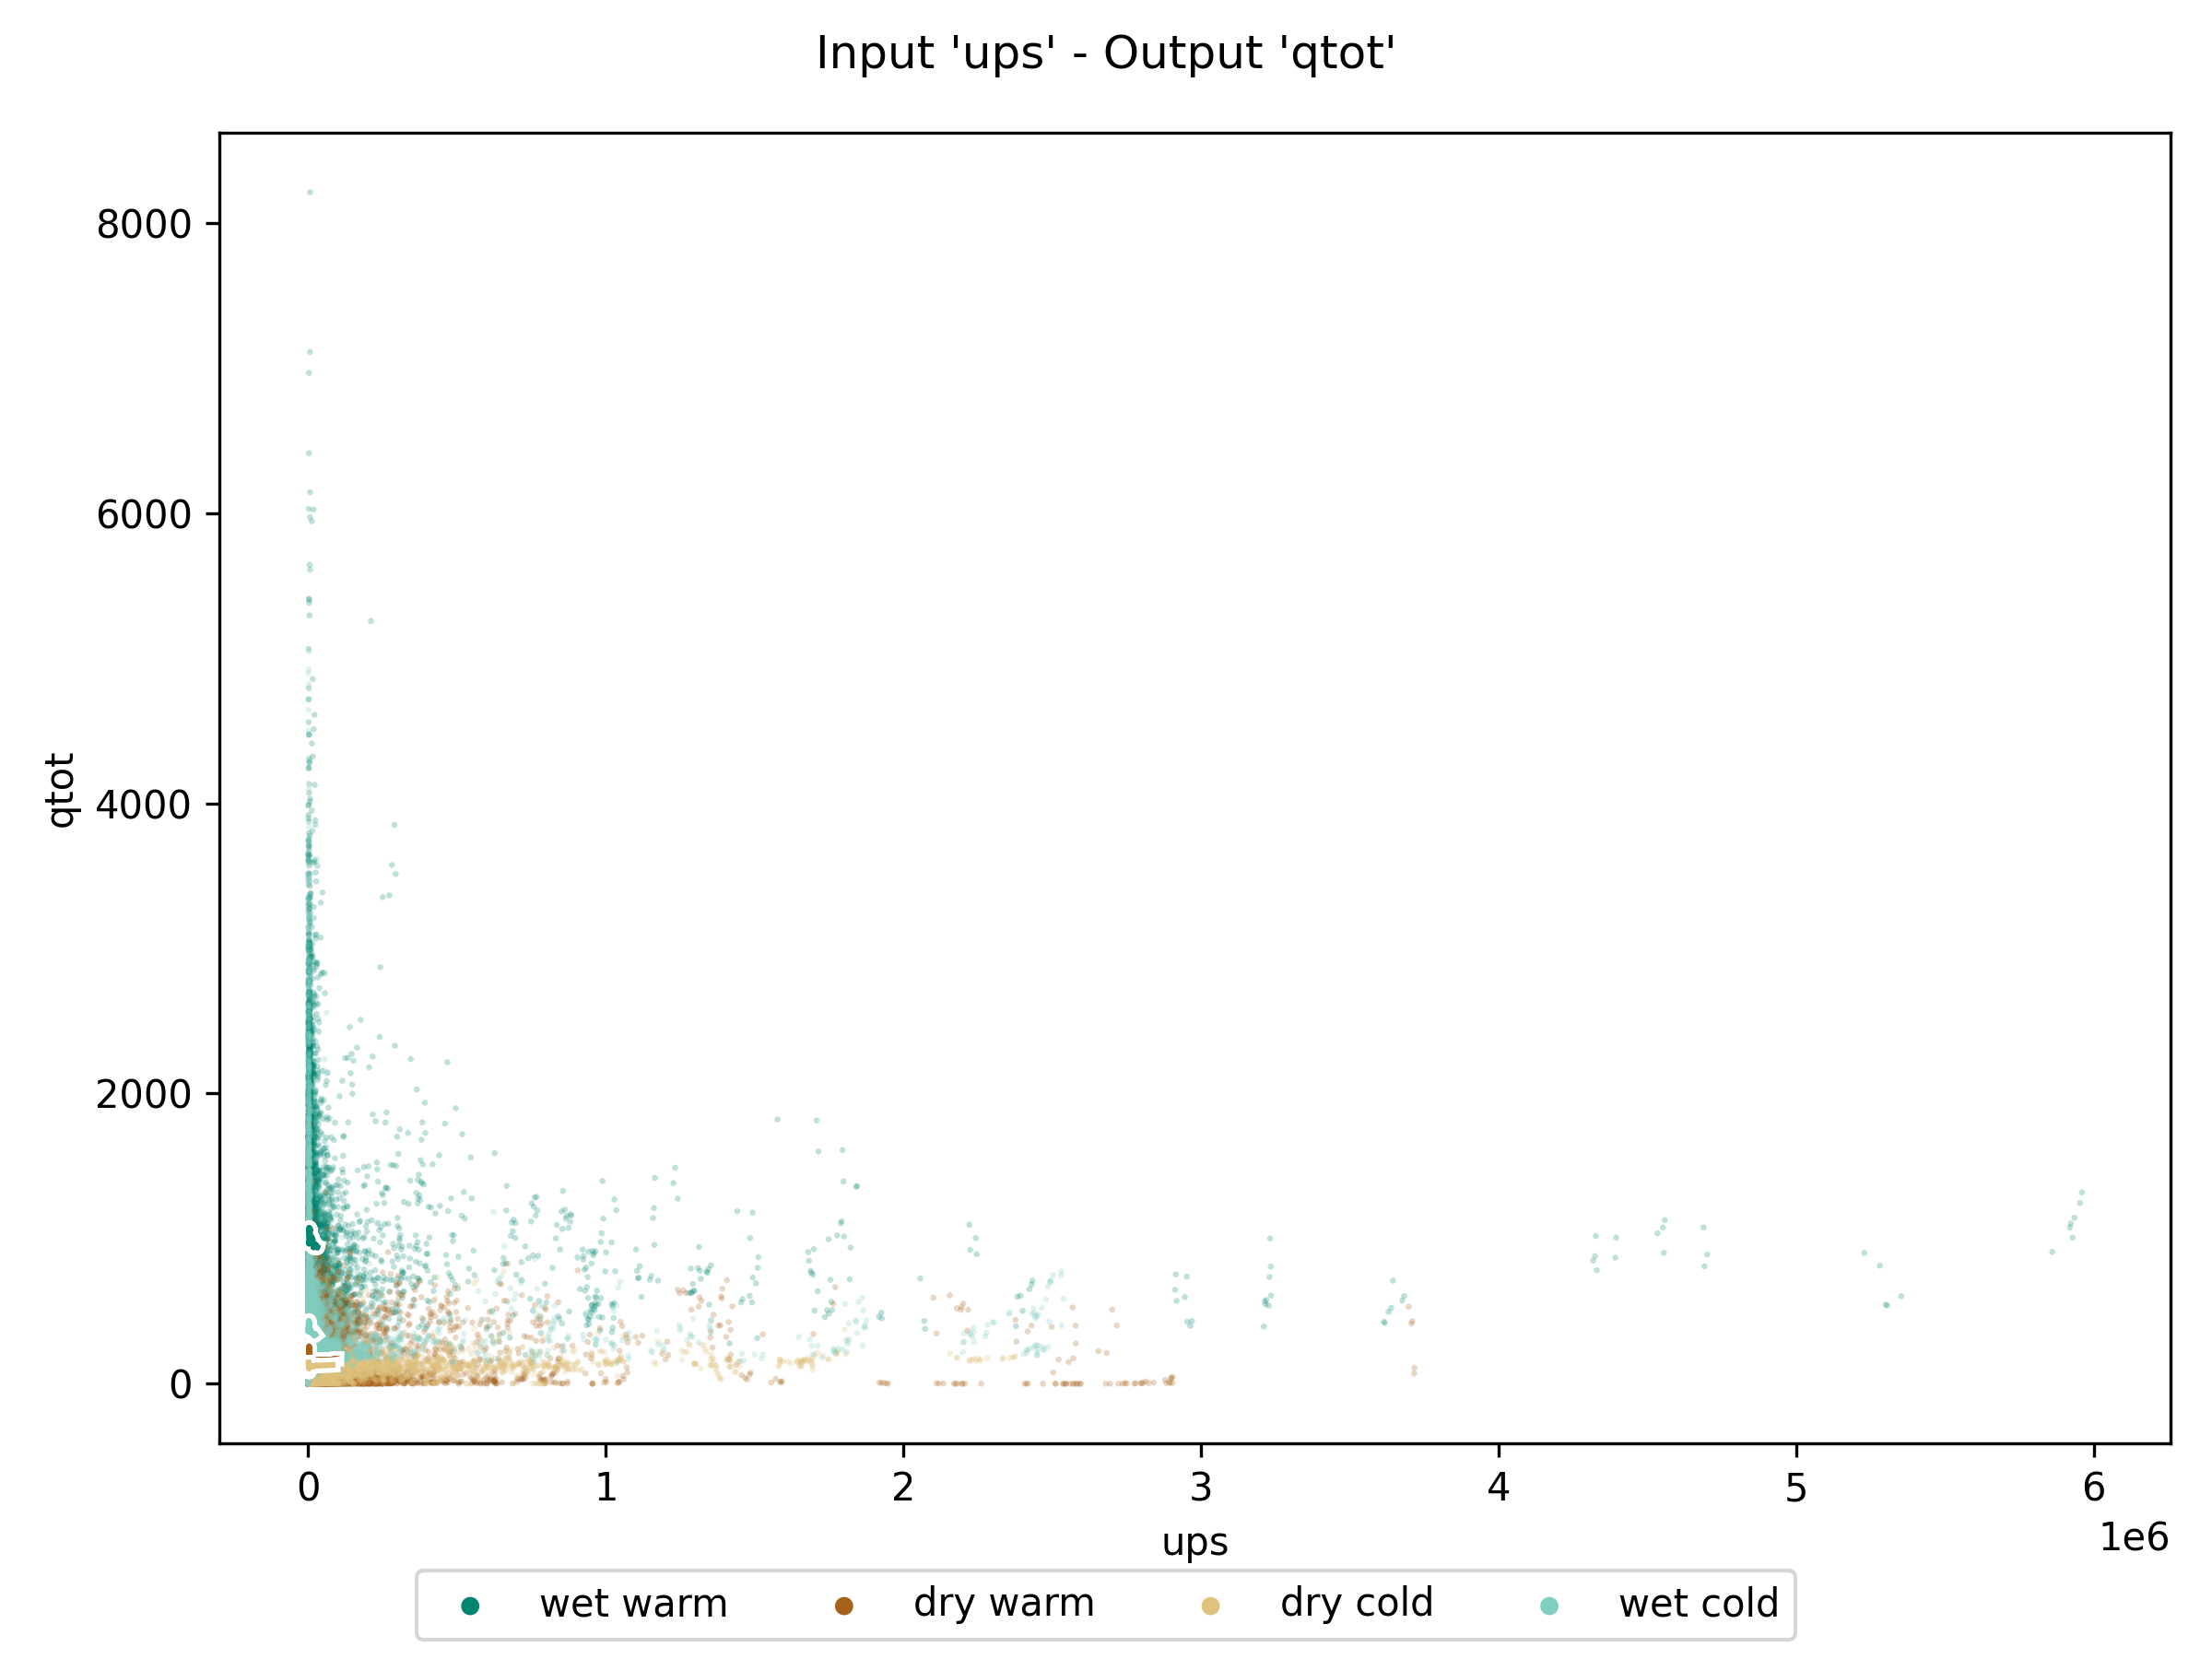 Input 'ups' - Output 'qtot'
8000
6000
4000
2000
0
qtot
0 1 2 3 4 5 6
1e6
ups
wet warm dry warm dry cold wet cold